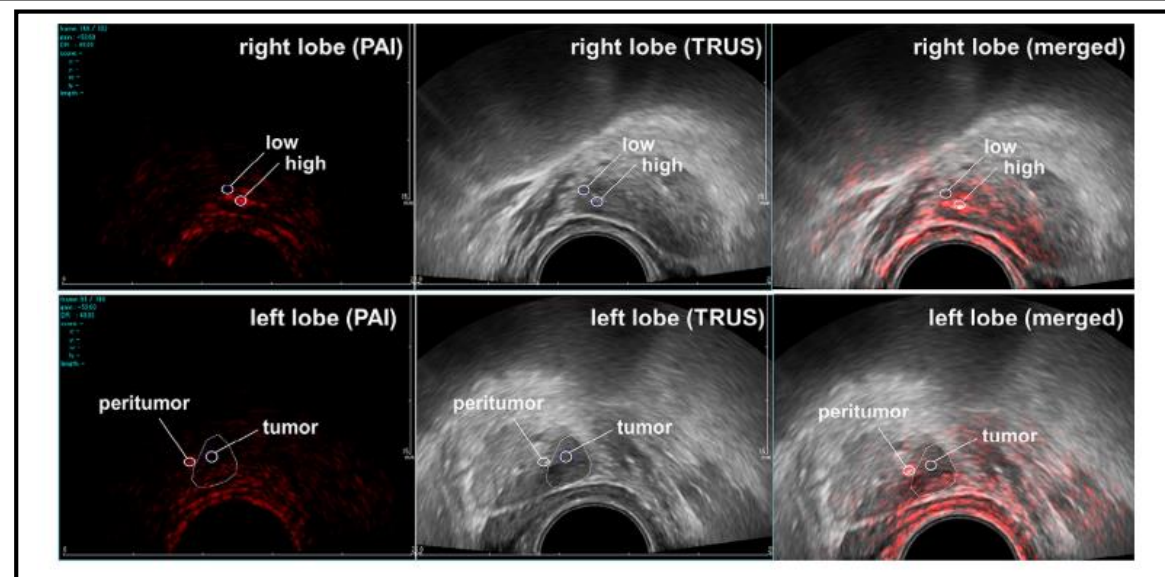 right lobe (PAI)
low
high
right lobe (TRUS)
low
high
right lobe (merged)
low
high
left lobe (PAI)
peritumor
tumor
left lobe (TRUS)
peritumor
tumor
left lobe (merged)
peritumor
tumor